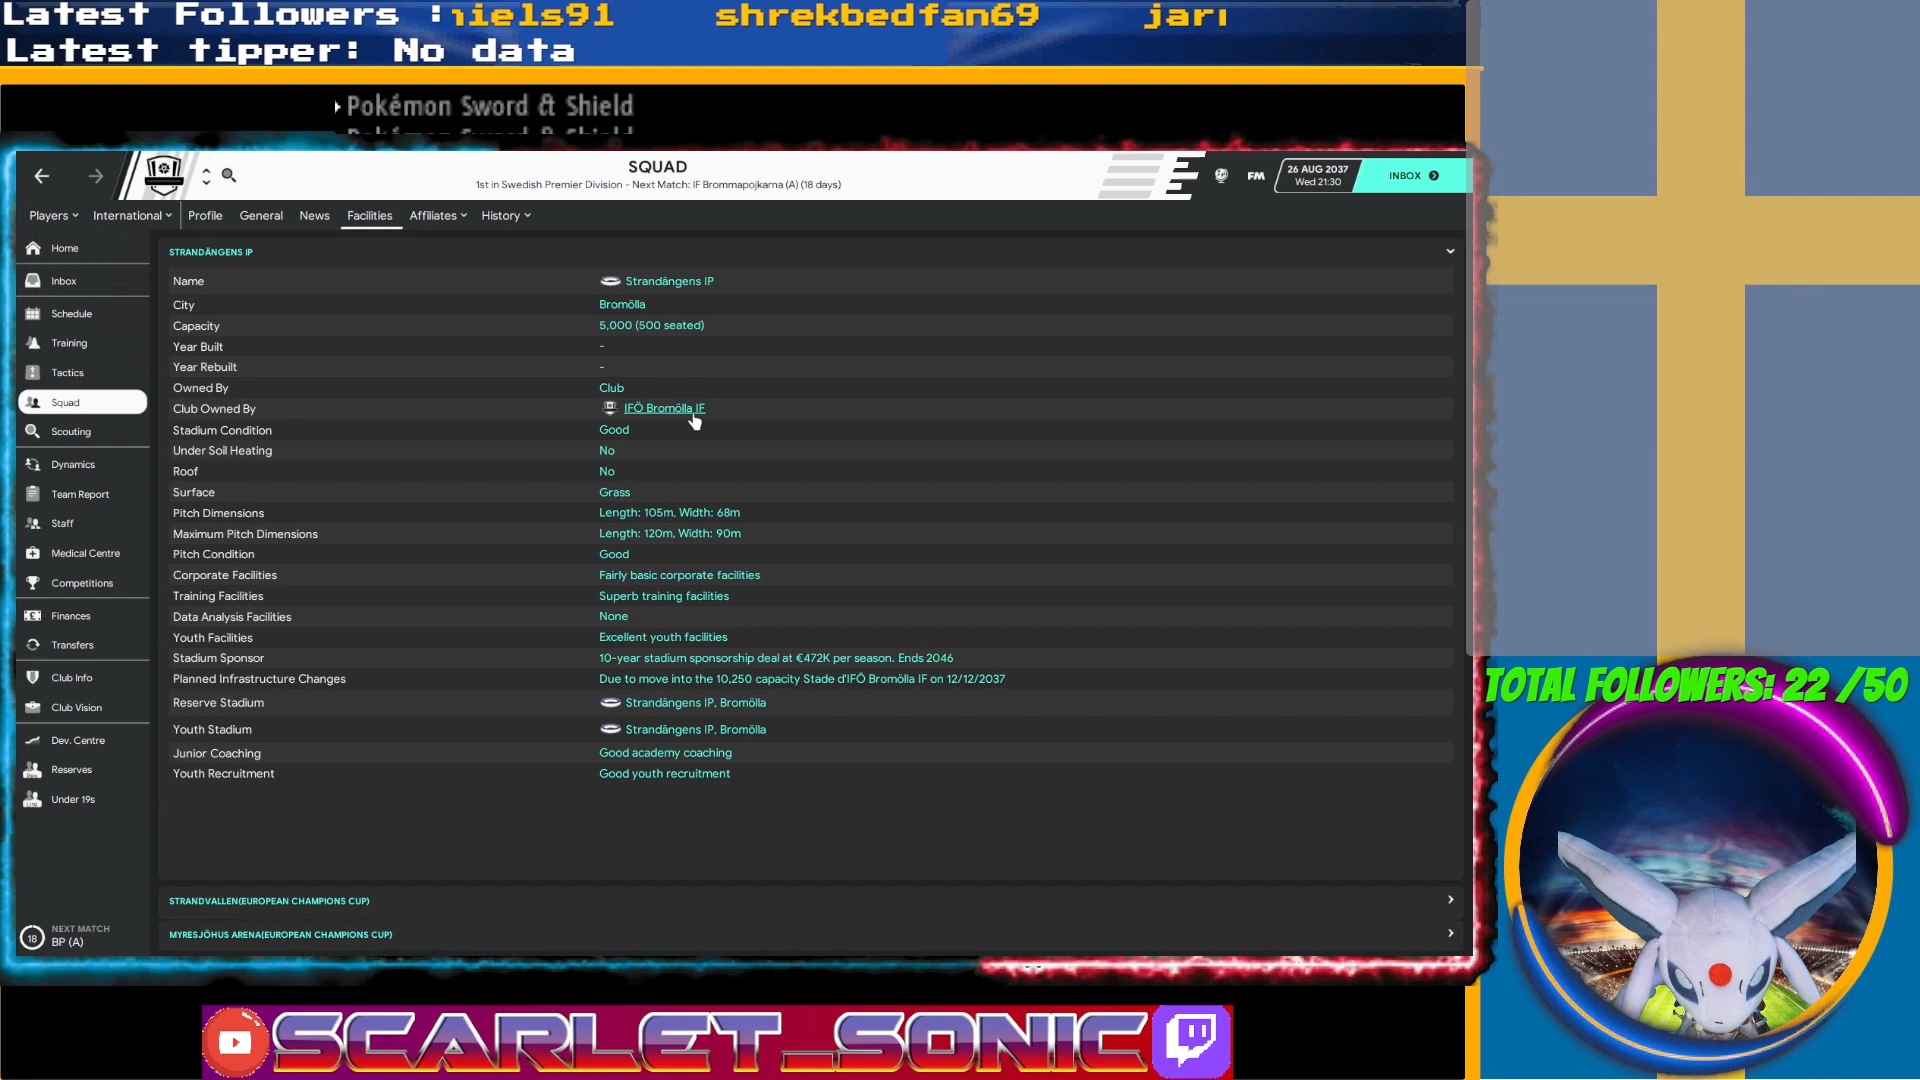 Latest Followers : niels91 shrekbedfan69 jari
Latest tipper: No data
Pokémon Sword & Shield
SQUAD
1st in Swedish Premier Division - Next Match: IF Brommapojkarna (A) (18 days)
FM
26 AUG 2037
Wed 21:30
INBOX
Players International Profile General News Facilities Affiliates History
Home
Inbox
Schedule
Training
Tactics
Squad
Scouting
Dynamics
Team Report
Staff
Medical Centre
Competitions
Finances
Transfers
Club Info
Club Vision
Dev. Centre
Reserves
Under 19s
18 NEXT MATCH
BP (A)
STRANDÄNGENS IP
Name Strandängens IP
City Bromölla
Capacity 5,000 (500 seated)
Year Built -
Year Rebuilt -
Owned By Club
Club Owned By IFÖ Bromölla IF
Stadium Condition Good
Under Soil Heating No
Roof No
Surface Grass
Pitch Dimensions Length: 105m, Width: 68m
Maximum Pitch Dimensions Length: 120m, Width: 90m
Pitch Condition Good
Corporate Facilities Fairly basic corporate facilities
Training Facilities Superb training facilities
Data Analysis Facilities None
Youth Facilities Excellent youth facilities
Stadium Sponsor 10-year stadium sponsorship deal at €472K per season. Ends 2046
Planned Infrastructure Changes Due to move into the 10,250 capacity Stade d'IFÖ Bromölla IF on 12/12/2037
Reserve Stadium Strandängens IP, Bromölla
Youth Stadium Strandängens IP, Bromölla
Junior Coaching Good academy coaching
Youth Recruitment Good youth recruitment
STRANDVALLEN(EUROPEAN CHAMPIONS CUP)
MYRESJÖHUS ARENA(EUROPEAN CHAMPIONS CUP)
TOTAL FOLLOWERS: 22 /50
SCARLET_SONIC